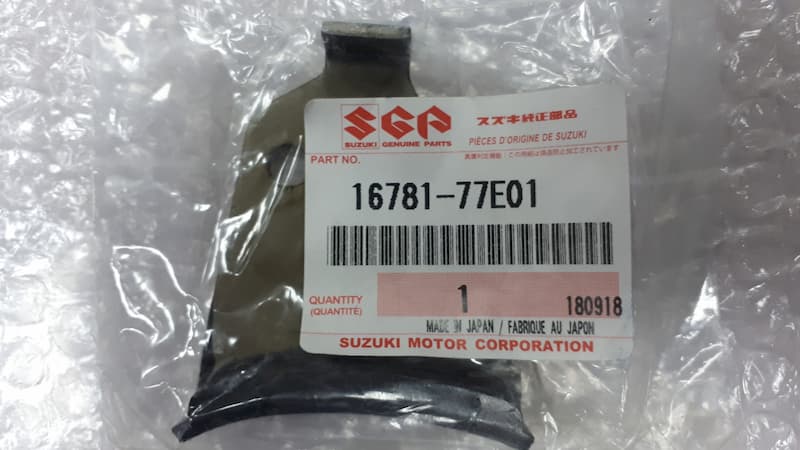 SGP
スズキ純正部品
SUZUKI GENUINE PARTS
PIÈCES D'ORIGINE DE SUZUKI
PART NO.
16781-77E01
QUANTITY
(QUANTITÉ)
1
180918
MADE IN JAPAN / FABRIQUE AU JAPON
SUZUKI MOTOR CORPORATION